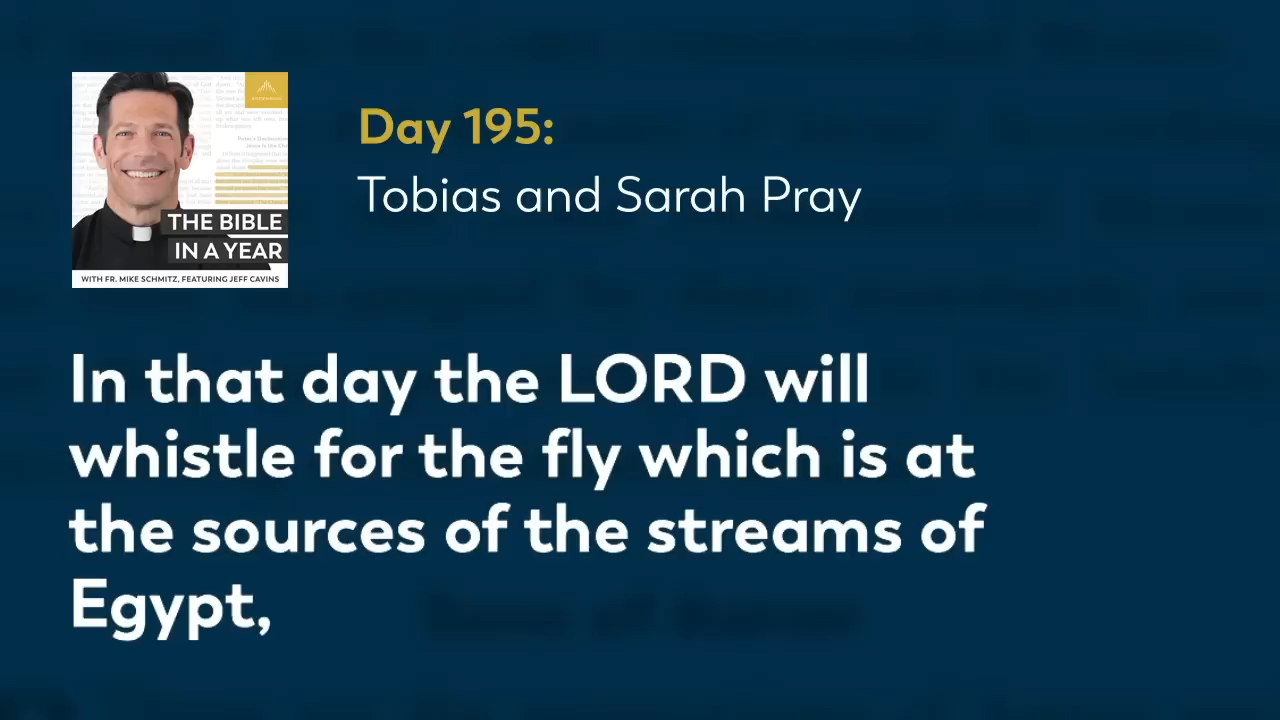 Day 195:
Tobias and Sarah Pray
THE BIBLE
IN A YEAR
WITH FR. MIKE SCHMITZ, FEATURING JEFF CAVINS
In that day the LORD will
whistle for the fly which is at
the sources of the streams of
Egypt,